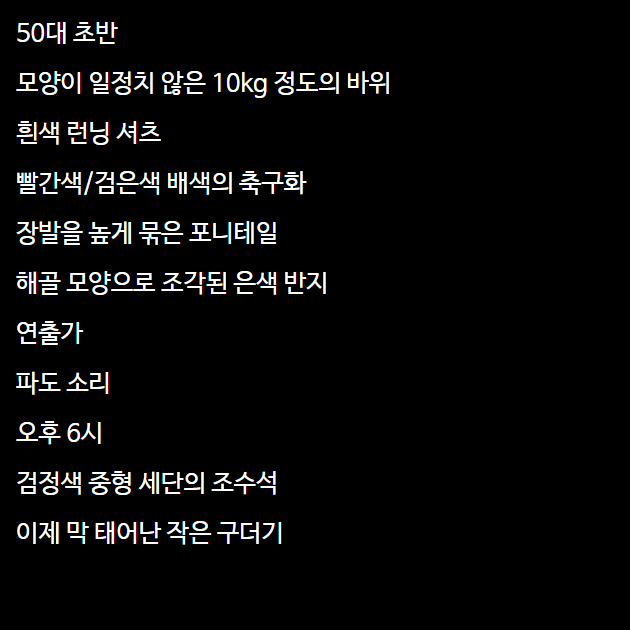 50대 초반
모양이 일정치 않은 10kg 정도의 바위
흰색 런닝 셔츠
빨간색/검은색 배색의 축구화
장발을 높게 묶은 포니테일
해골 모양으로 조각된 은색 반지
연출가
파도 소리
오후 6시
검정색 중형 세단의 조수석
이제 막 태어난 작은 구더기